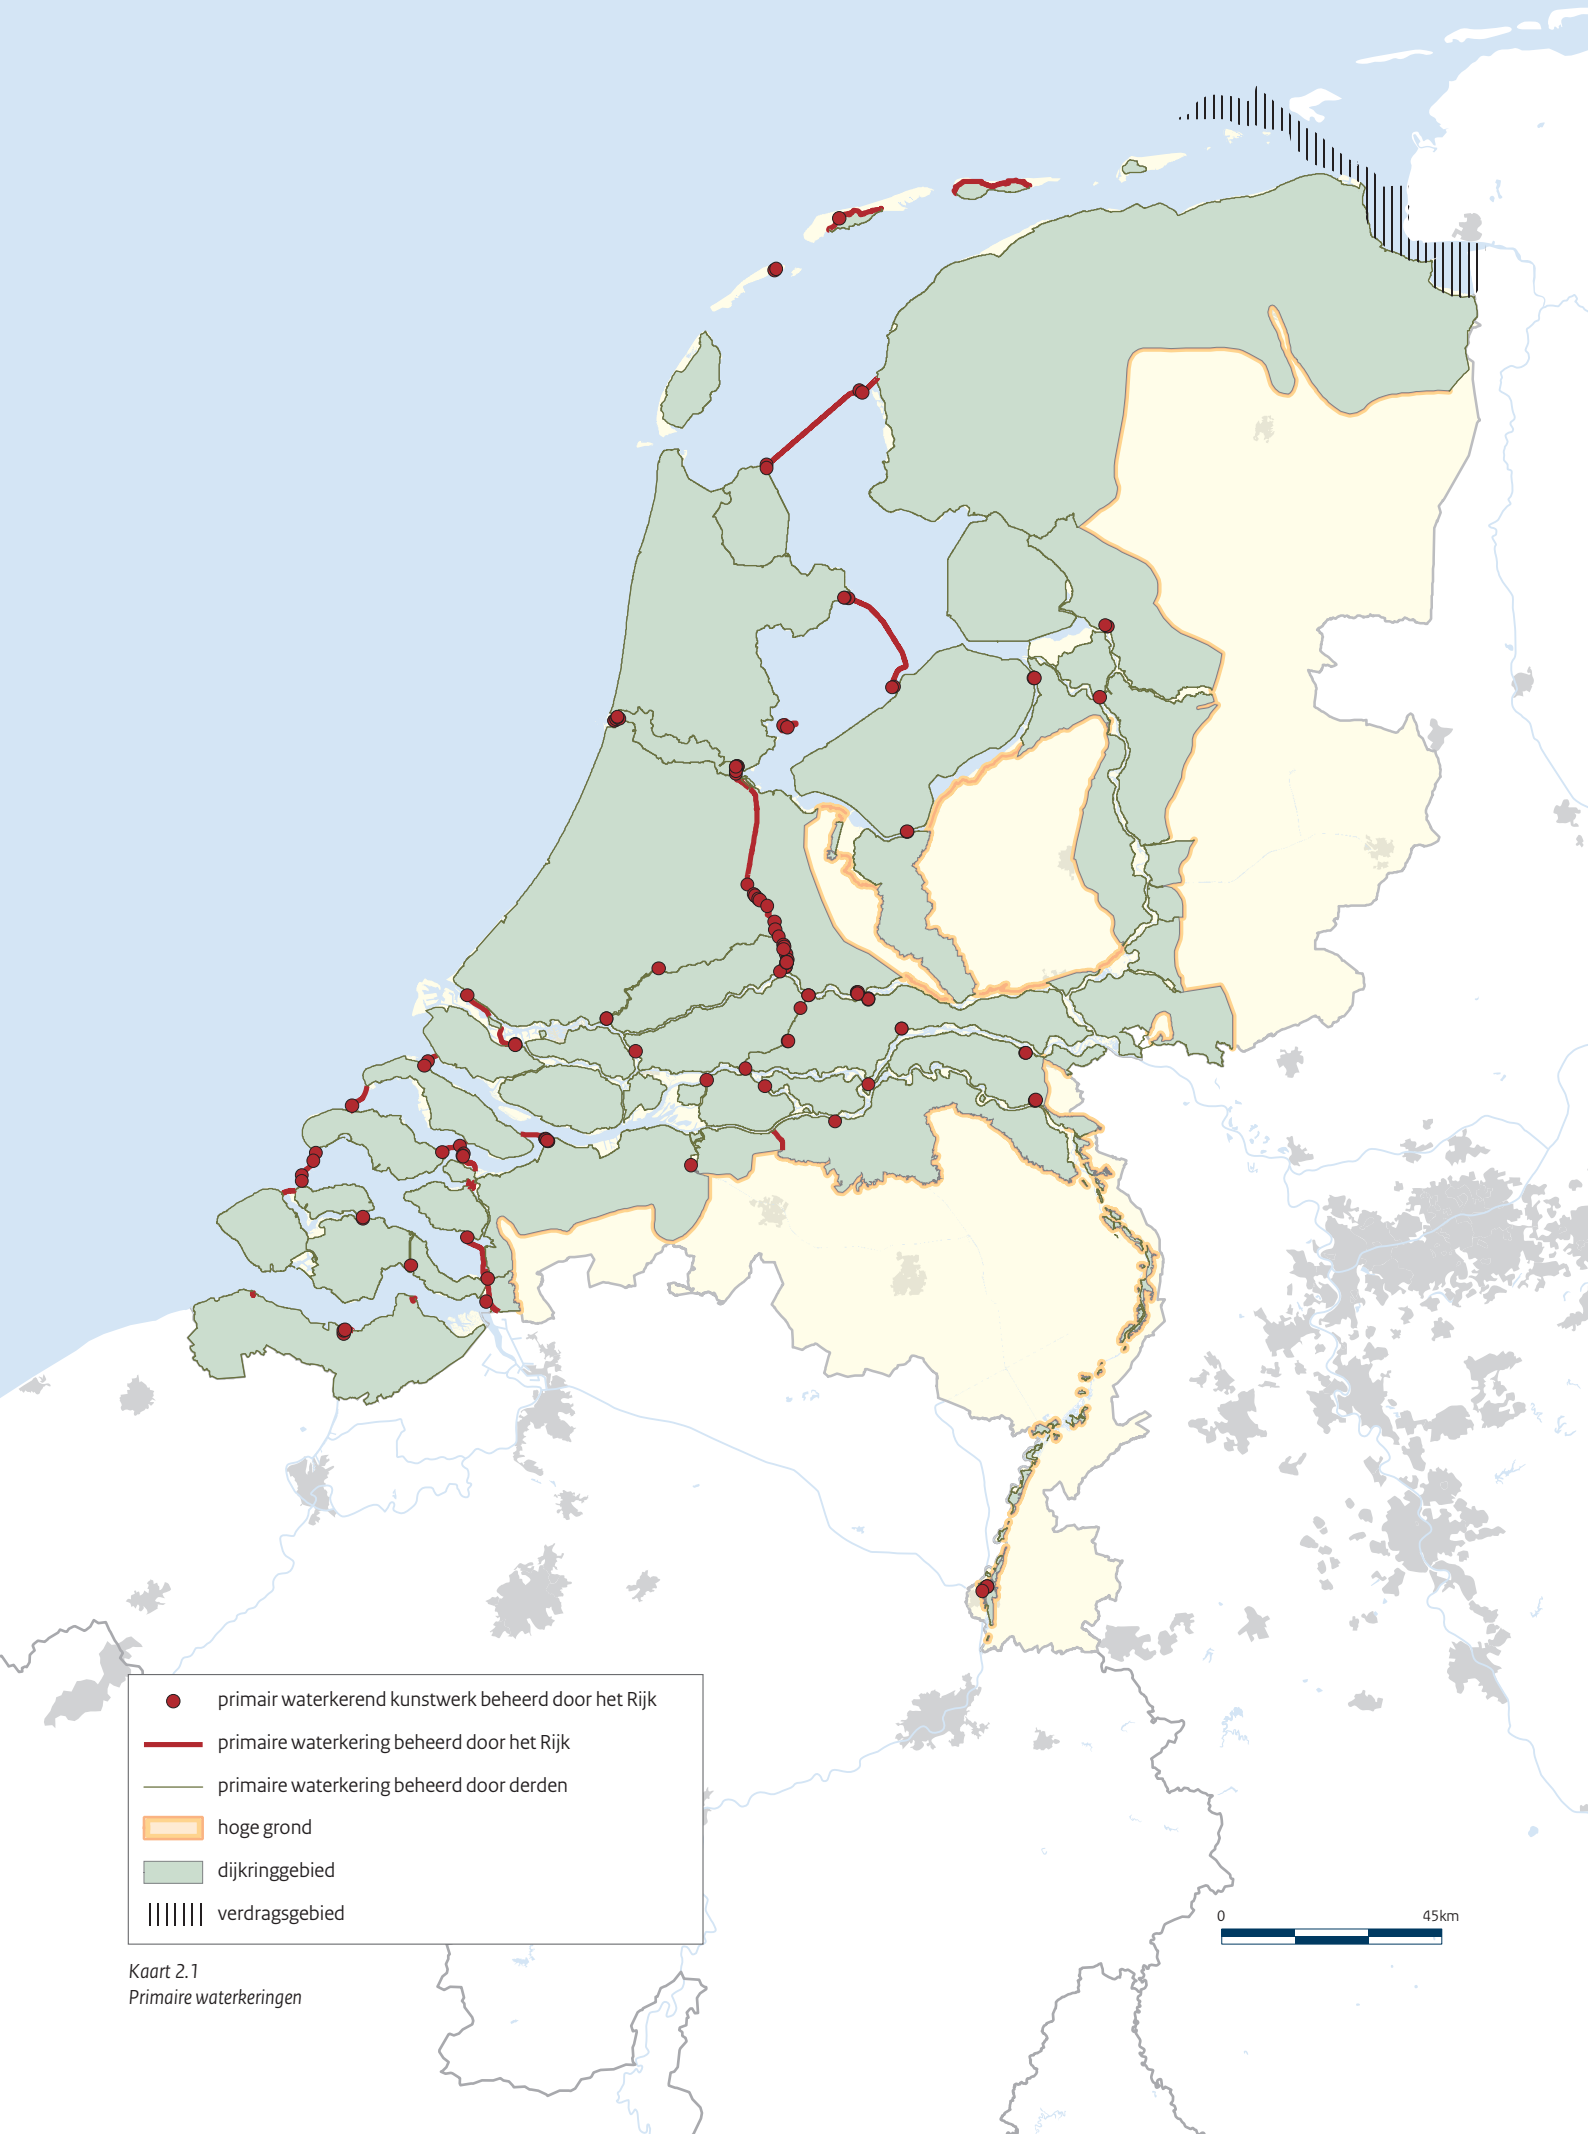 primair waterkerend kunstwerk beheerd door het Rijk
primaire waterkering beheerd door het Rijk
primaire waterkering beheerd door derden
hoge grond
dijkringgebied
verdragsgebied
0 45km
Kaart 2.1
Primaire waterkeringen